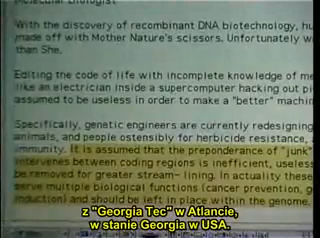 Molecular Biologist
With the discovery of recombinant DNA biotechnology, hu
made off with Mother Nature's scissors. Unfortunately w
than She.
Editing the code of life with incomplete knowledge of me
like an electrician inside a supercomputer hacking out pi
assumed to be useless in order to make a "better" machin
Specifically, genetic engineers are currently redesigning
animals, and people ostensibly for herbicide resistance,
immunity. It is assumed that the preponderance of "junk"
intervenes between coding regions is inefficient, useless
be removed for greater stream- lining. In actuality these
serve multiple biological functions (cancer prevention, g
induction) and should be left in place within the genome.
z "Georgia Tec" w Atlancie,
w stanie Georgia w USA.